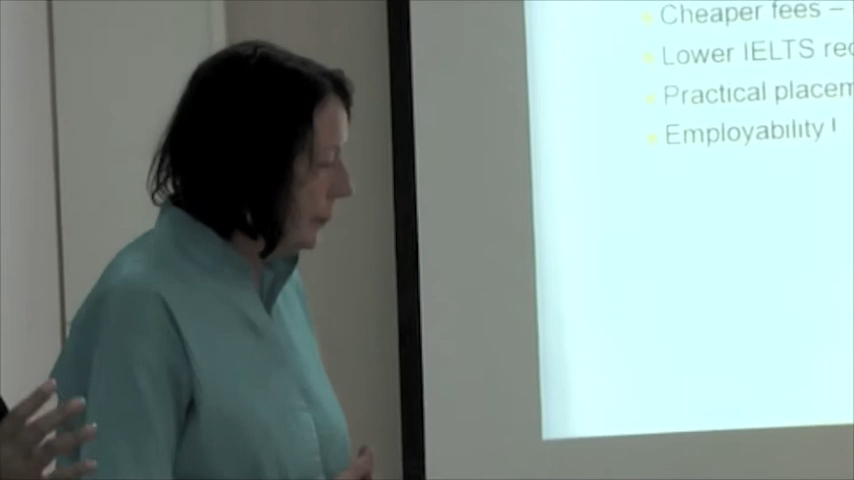 Cheaper fees –
Lower IELTS
Practical
Employability